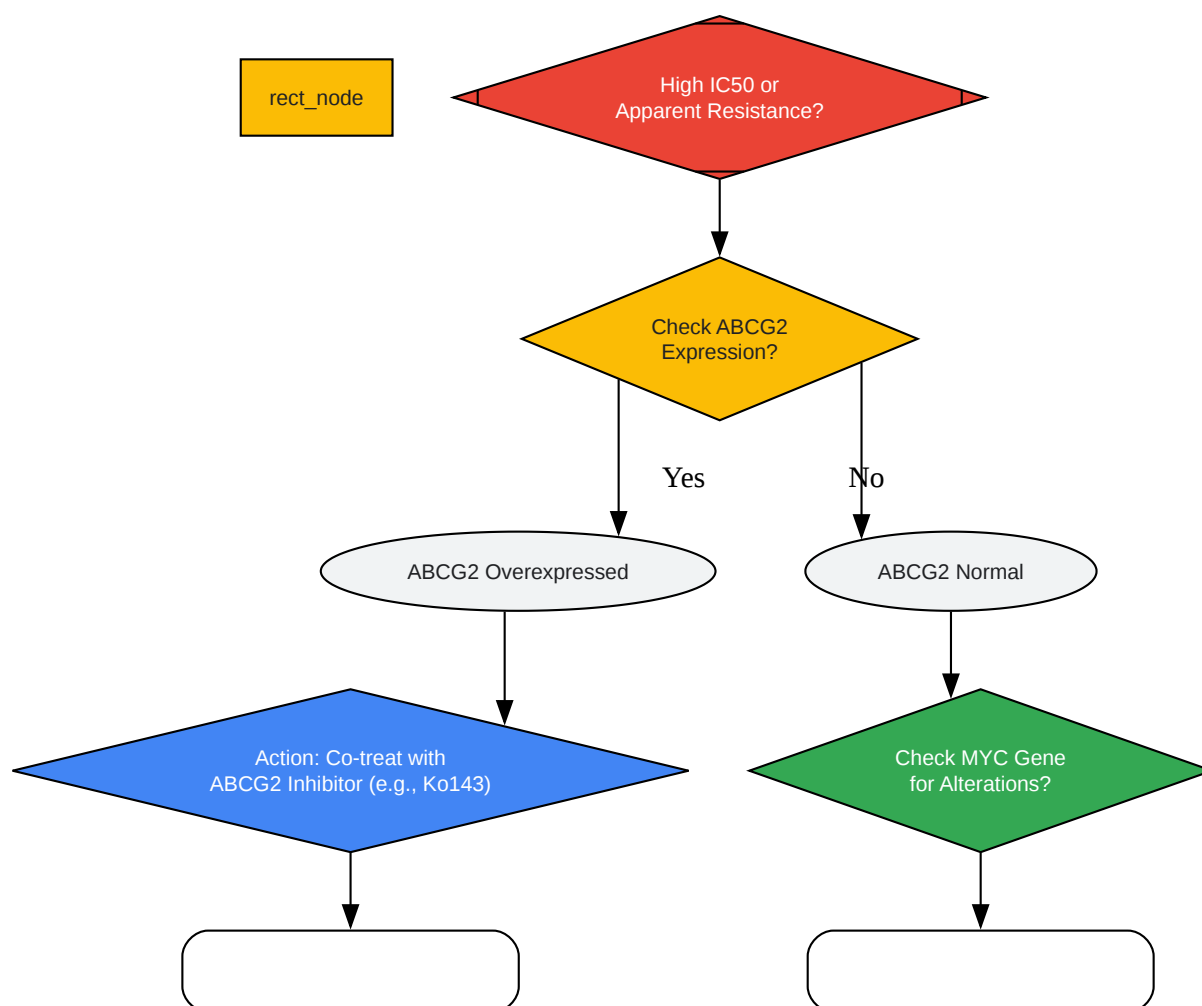 rect_node
High IC50 or
Apparent Resistance?
Check ABCG2
Expression?
Yes
No
ABCG2 Overexpressed
ABCG2 Normal
Action: Co-treat with
ABCG2 Inhibitor (e.g., Ko143)
Check MYC Gene
for Alterations?